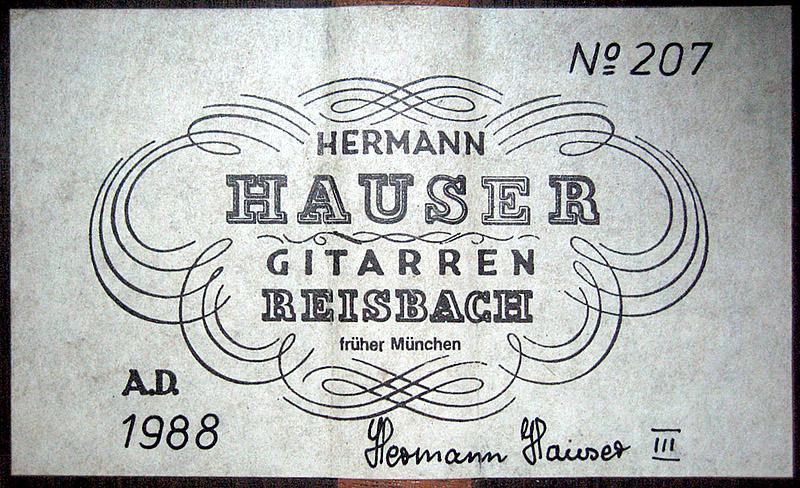 Nº 207
HERMANN
HAUSER
GITARREN
REISBACH
früher München
A.D.
1988
Hermann Hauser III